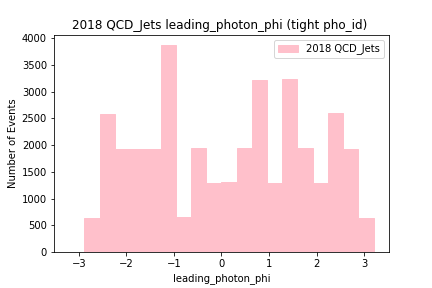 2018 QCD_Jets leading_photon_phi (tight pho_id)
2018 QCD_Jets
Number of Events
4000
3500
3000
2500
2000
1500
1000
500
0
−3 −2 −1 0 1 2 3
leading_photon_phi